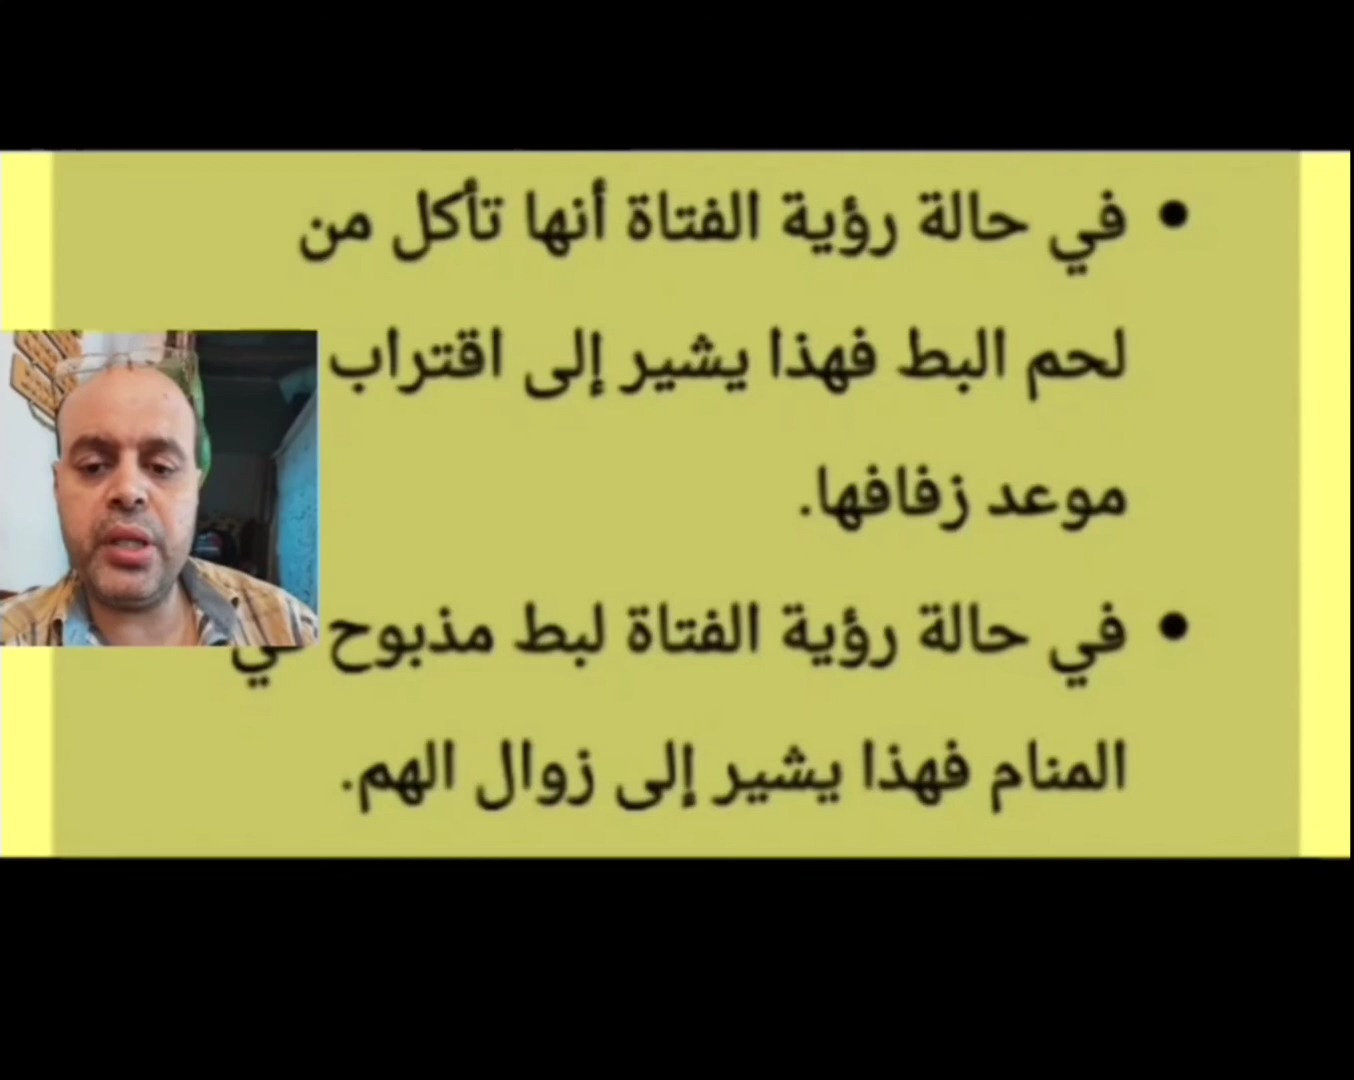 • في حالة رؤية الفتاة أنها تأكل من
لحم البط فهذا يشير إلى اقتراب
موعد زفافها.
• في حالة رؤية الفتاة لبط مذبوح في
المنام فهذا يشير إلى زوال الهم.